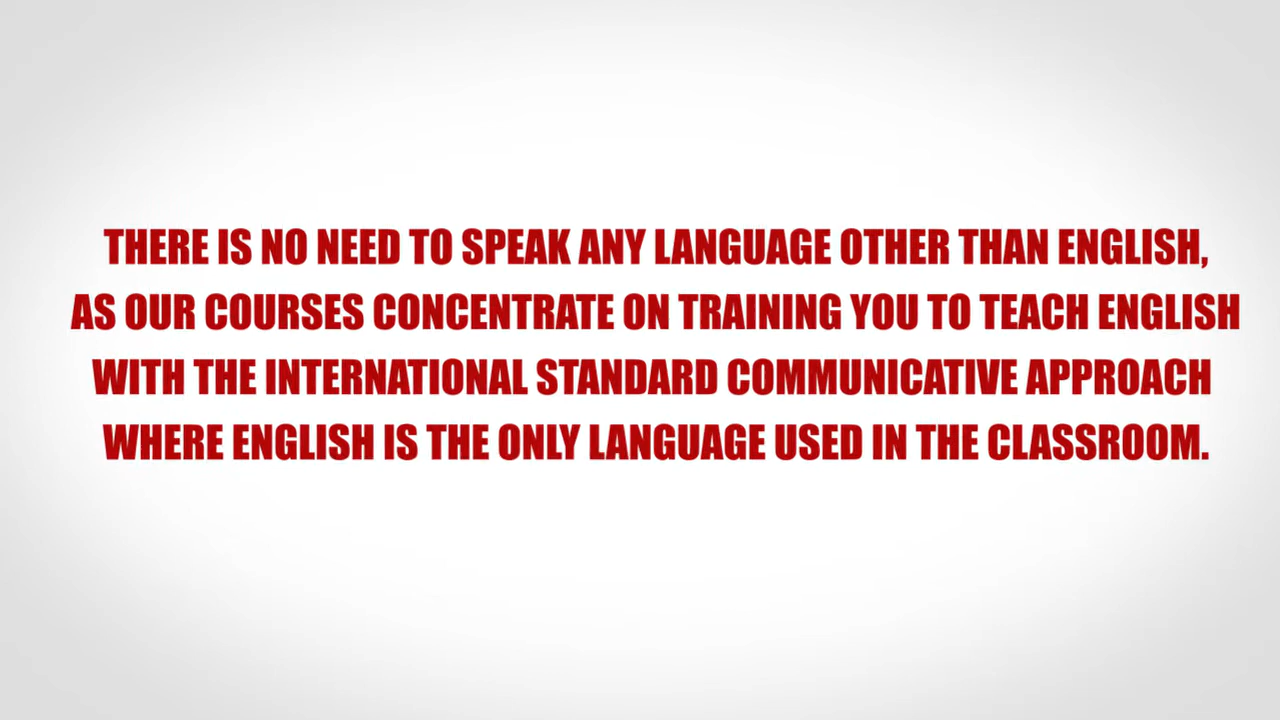 THERE IS NO NEED TO SPEAK ANY LANGUAGE OTHER THAN ENGLISH,
AS OUR COURSES CONCENTRATE ON TRAINING YOU TO TEACH ENGLISH
WITH THE INTERNATIONAL STANDARD COMMUNICATIVE APPROACH
WHERE ENGLISH IS THE ONLY LANGUAGE USED IN THE CLASSROOM.